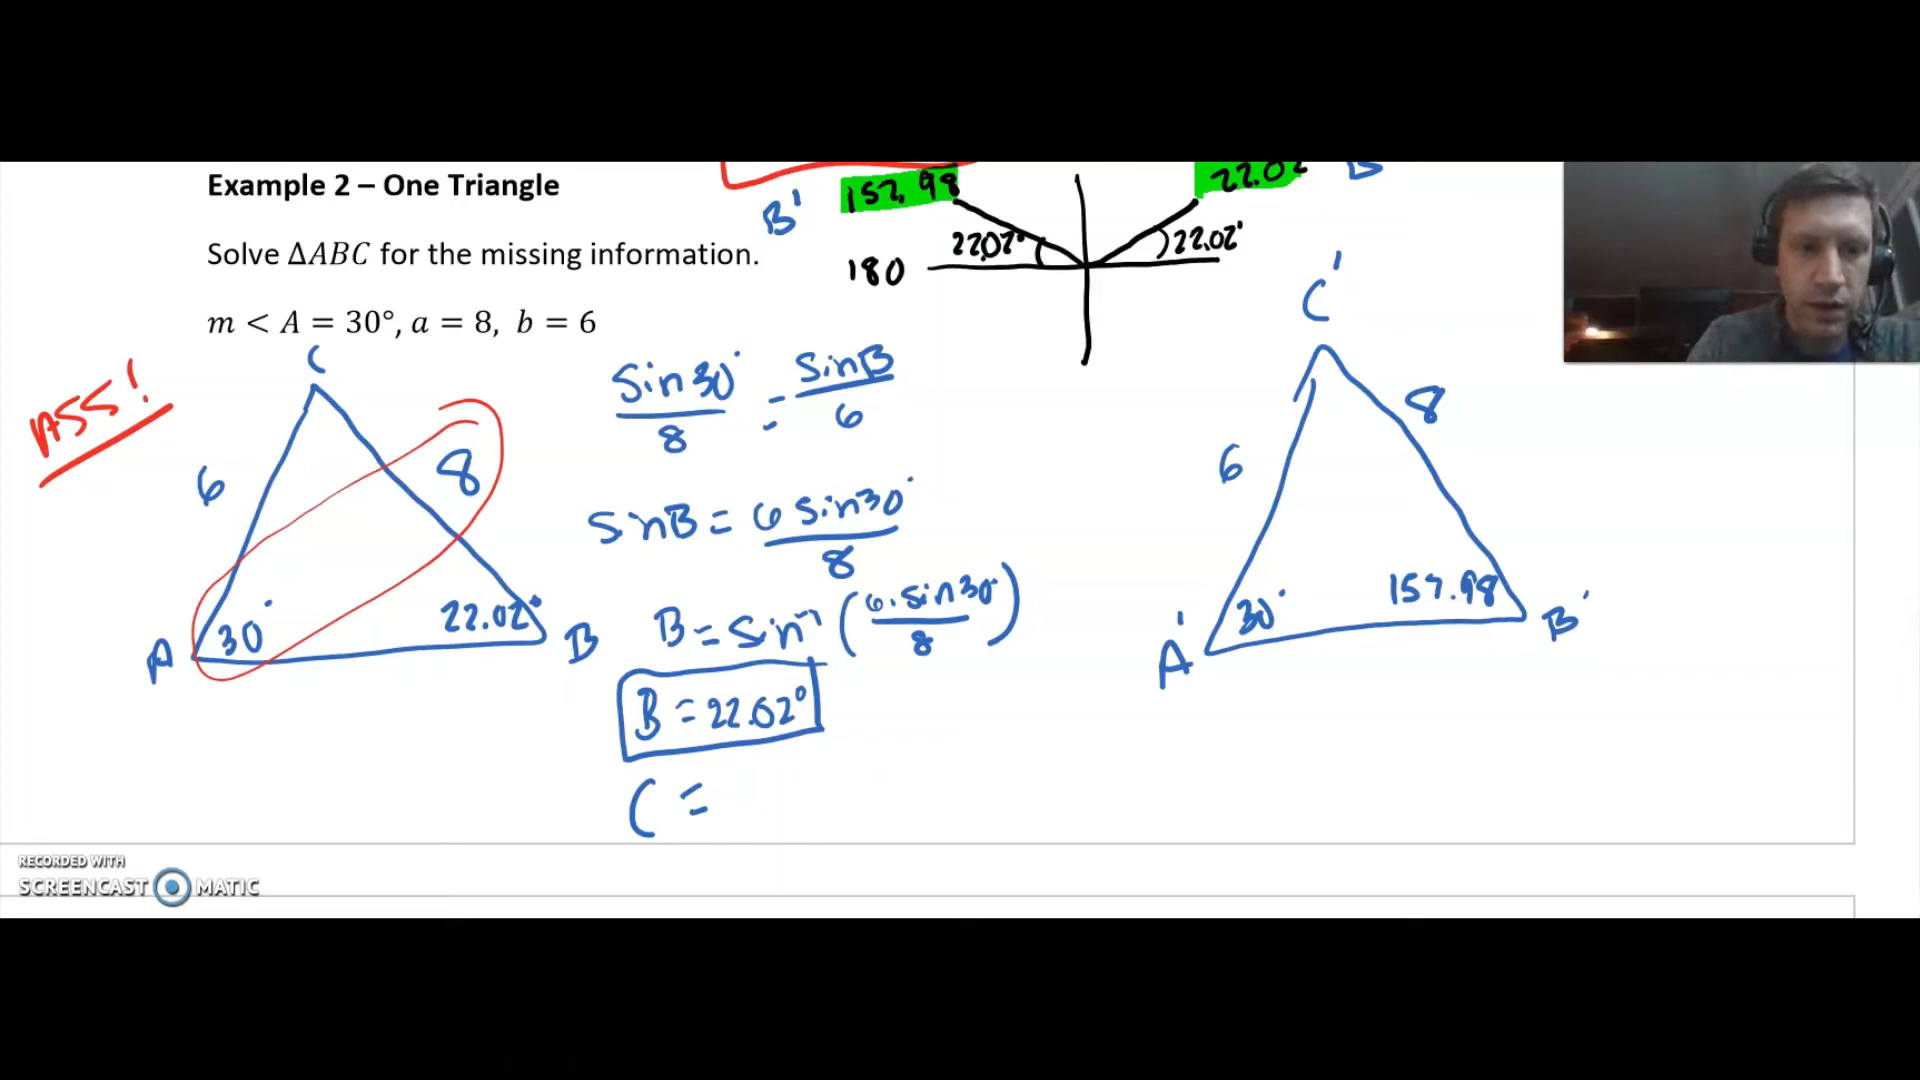 Example 2 – One Triangle
157.98
22.02
B'
B
Solve ΔABC for the missing information.
22.02°
22.02°
180
m < A = 30°, a = 8, b = 6
ASS!
C
6
8
A
30°
22.02°
B
sin30° / 8 = sinB / 6
sinB = 6 sin30° / 8
B = sin⁻¹ (6·sin30° / 8)
B = 22.02°
C =
C'
6
8
A'
30°
157.98
B'
RECORDED WITH
SCREENCAST MATIC